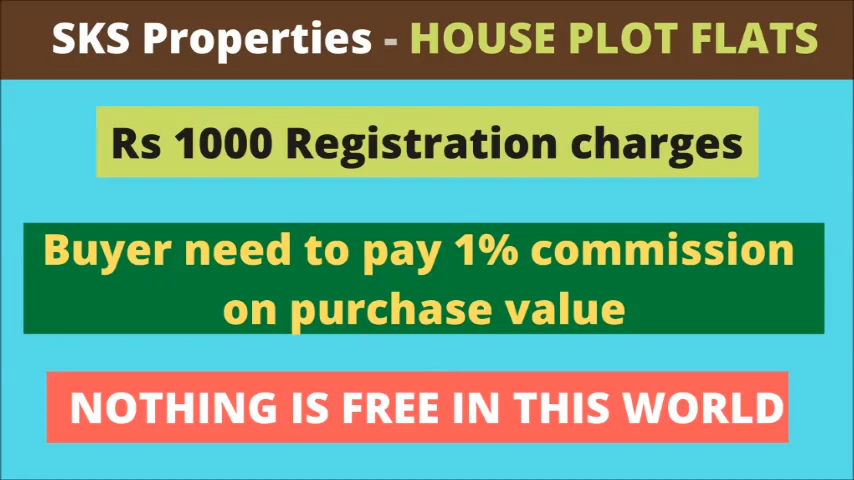 SKS Properties - HOUSE PLOT FLATS
Rs 1000 Registration charges
Buyer need to pay 1% commission
on purchase value
NOTHING IS FREE IN THIS WORLD